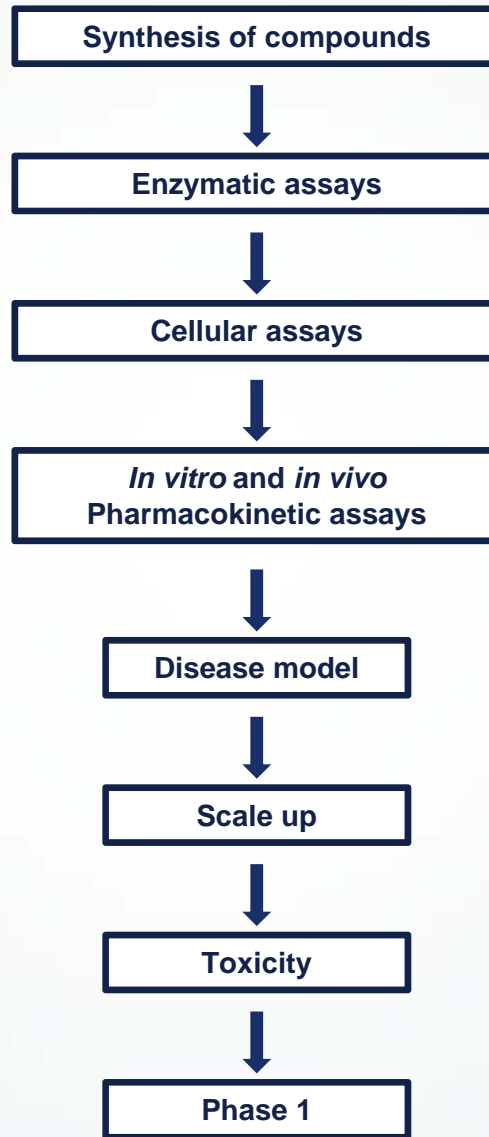 Synthesis of compounds
Enzymatic assays
Cellular assays
In vitro and in vivo
Pharmacokinetic assays
Disease model
Scale up
Toxicity
Phase 1